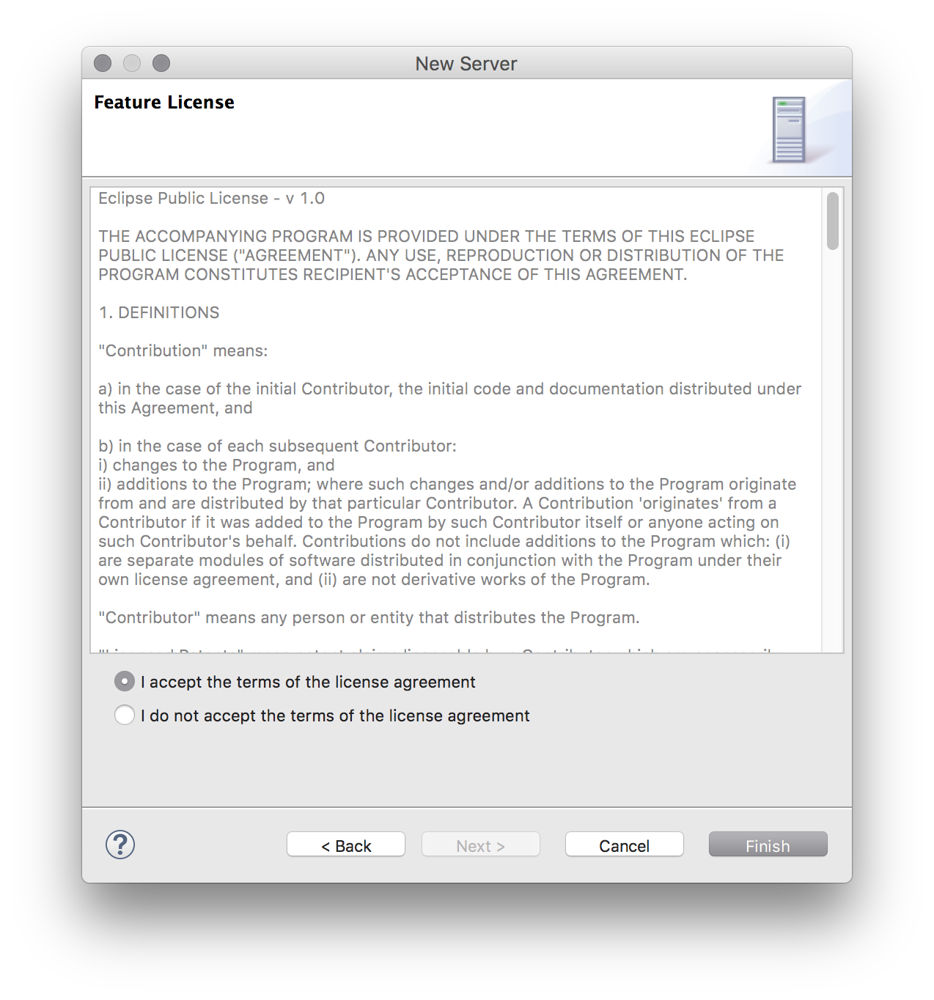 New Server
Feature License
Eclipse Public License - v 1.0
THE ACCOMPANYING PROGRAM IS PROVIDED UNDER THE TERMS OF THIS ECLIPSE
PUBLIC LICENSE ("AGREEMENT"). ANY USE, REPRODUCTION OR DISTRIBUTION OF THE
PROGRAM CONSTITUTES RECIPIENT'S ACCEPTANCE OF THIS AGREEMENT.
1. DEFINITIONS
"Contribution" means:
a) in the case of the initial Contributor, the initial code and documentation distributed under
this Agreement, and
b) in the case of each subsequent Contributor:
i) changes to the Program, and
ii) additions to the Program; where such changes and/or additions to the Program originate
from and are distributed by that particular Contributor. A Contribution 'originates' from a
Contributor if it was added to the Program by such Contributor itself or anyone acting on
such Contributor's behalf. Contributions do not include additions to the Program which: (i)
are separate modules of software distributed in conjunction with the Program under their
own license agreement, and (ii) are not derivative works of the Program.
"Contributor" means any person or entity that distributes the Program.
I accept the terms of the license agreement
I do not accept the terms of the license agreement
?
< Back
Next >
Cancel
Finish